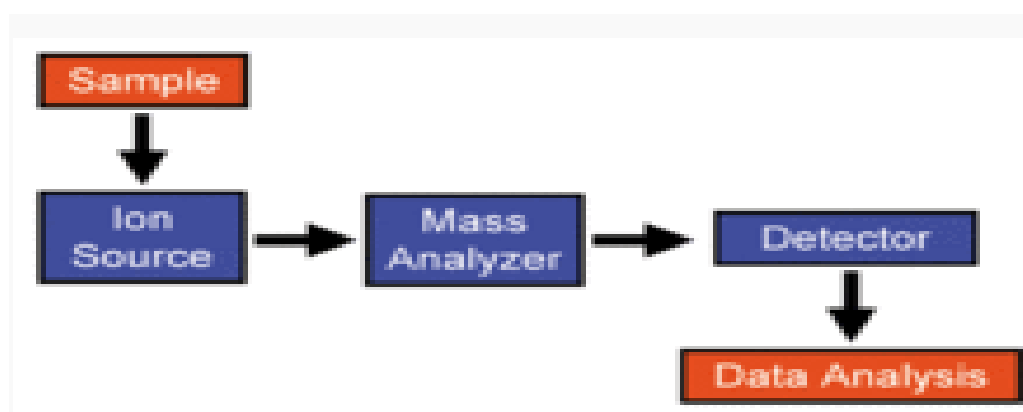 Sample
Ion
Source
Mass
Analyzer
Detector
Data Analysis